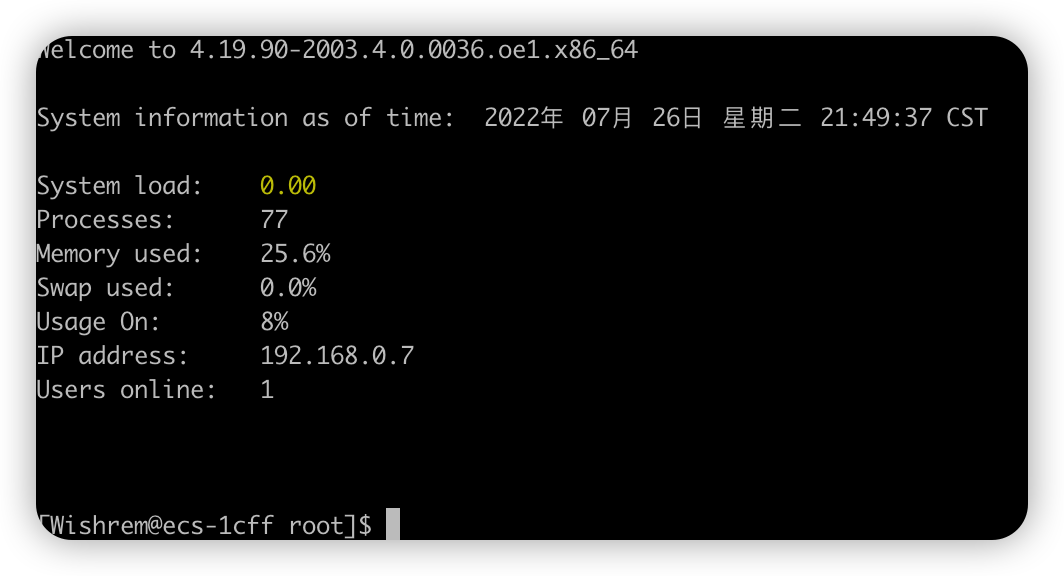 Welcome to 4.19.90-2003.4.0.0036.oe1.x86_64
System information as of time:  2022年 07月 26日 星期二 21:49:37 CST
System load:    0.00
Processes:      77
Memory used:    25.6%
Swap used:      0.0%
Usage On:       8%
IP address:     192.168.0.7
Users online:   1
[Wishrem@ecs-1cff root]$